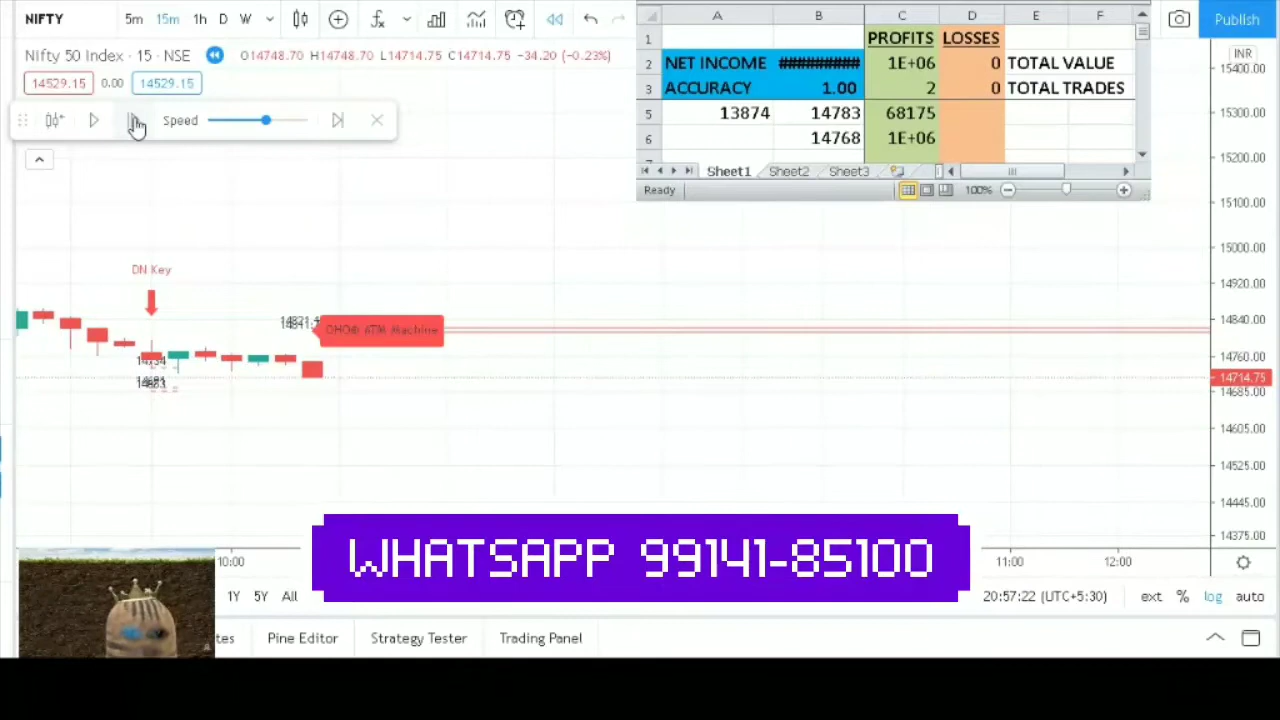 NIFTY 5m 15m 1h D W
Nifty 50 Index · 15 · NSE O14748.70 H14748.70 L14714.75 C14714.75 −34.20 (−0.23%)
14529.15 0.00 14529.15
Speed
A B C D E F
1 PROFITS LOSSES
2 NET INCOME ######### 1E+06 0 TOTAL VALUE
3 ACCURACY 1.00 2 0 TOTAL TRADES
5 13874 14783 68175
6 14768 1E+06
Sheet1 Sheet2 Sheet3
Ready 100%
Publish
INR
15400.00
15300.00
15200.00
15100.00
15000.00
14920.00
14840.00
14760.00
14714.75
14685.00
14605.00
14525.00
14445.00
14375.00
DN Key
OHO® ATM Machine
WHATSAPP 99141-85100
10:00 11:00 12:00
1Y 5Y All 20:57:22 (UTC+5:30) ext % log auto
tes Pine Editor Strategy Tester Trading Panel